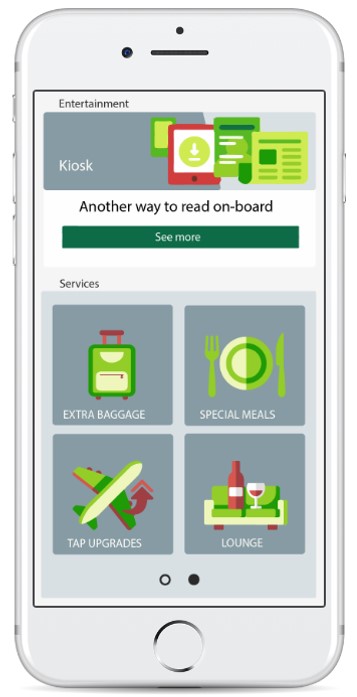 Entertainment
Kiosk
Another way to read on-board
See more
Services
EXTRA BAGGAGE
SPECIAL MEALS
TAP UPGRADES
LOUNGE